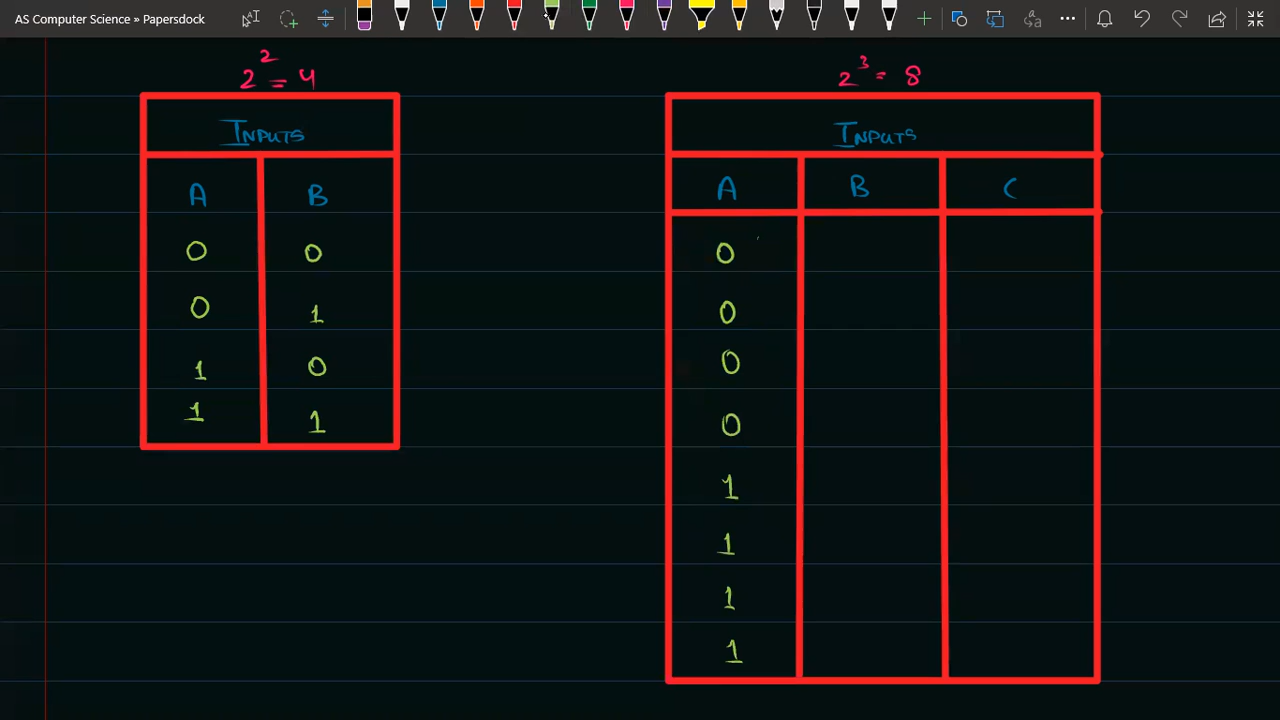 AS Computer Science » Papersdock
2² = 4
INPUTS
A B
0 0
0 1
1 0
1 1
2³ = 8
INPUTS
A B C
0
0
0
0
1
1
1
1